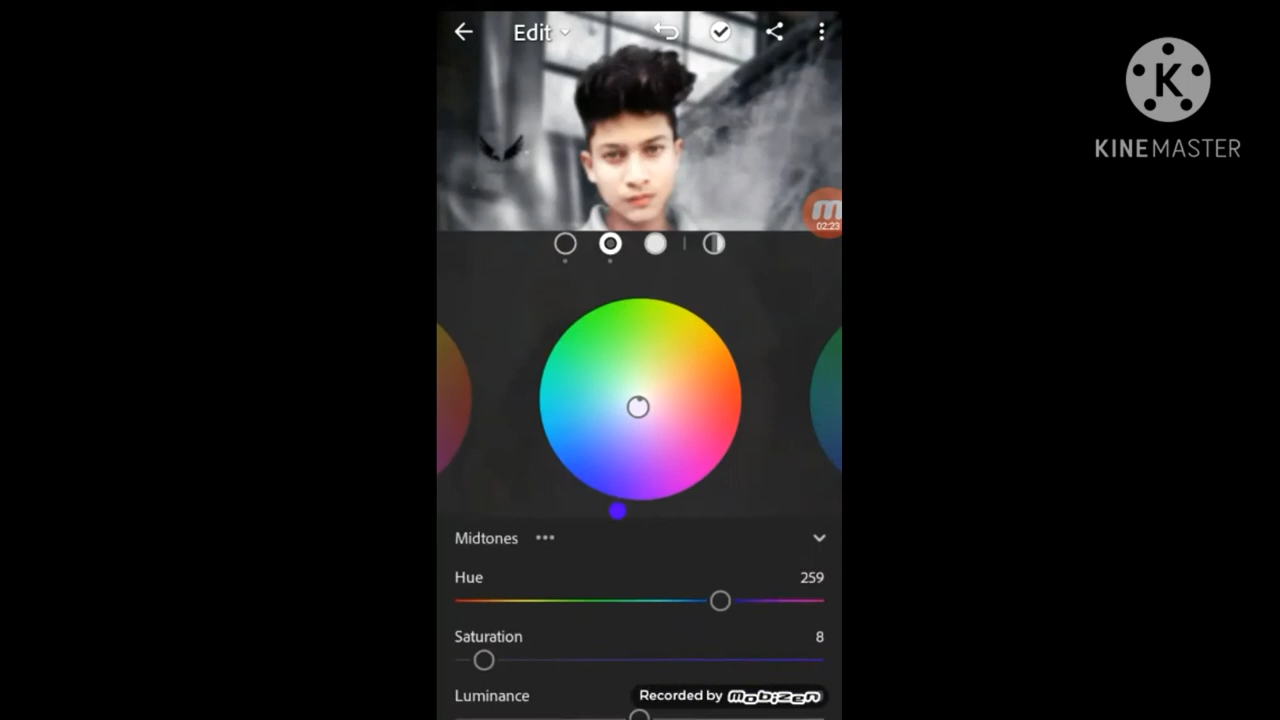 Edit
K
KINEMASTER
m
02:23
Midtones
Hue 259
Saturation 8
Luminance
Recorded by mobizen